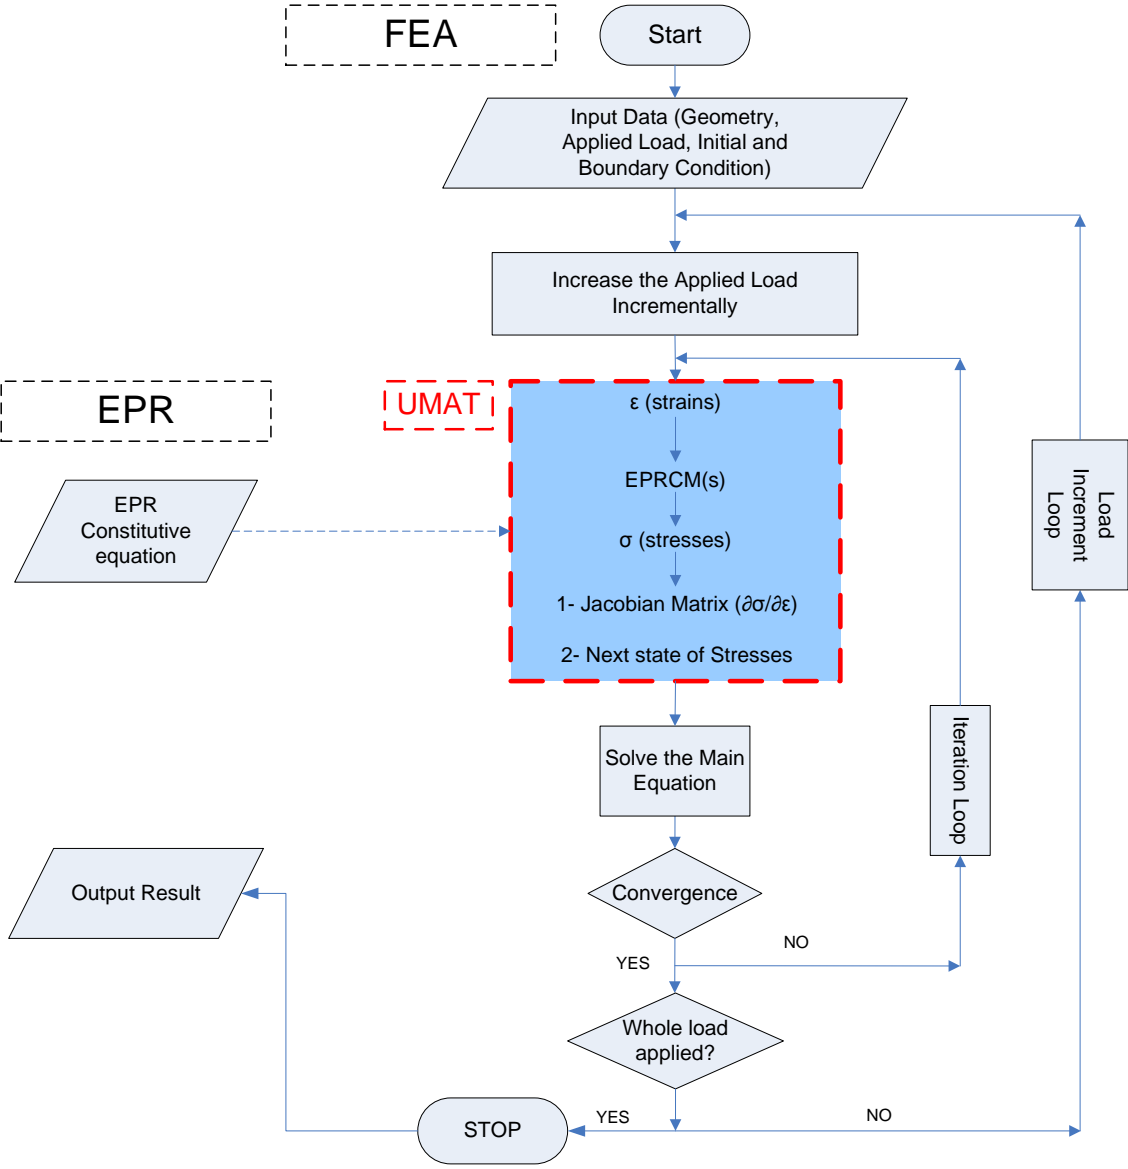 FEA
Start
Input Data (Geometry,
Applied Load, Initial and
Boundary Condition)
Increase the Applied Load
Incrementally
EPR
UMAT
ε (strains)
EPRCM(s)
σ (stresses)
1- Jacobian Matrix (∂σ/∂ε)
2- Next state of Stresses
EPR
Constitutive
equation
Load
Increment
Loop
Solve the Main
Equation
Iteration Loop
Output Result
Convergence
NO
YES
Whole load
applied?
STOP
YES
NO